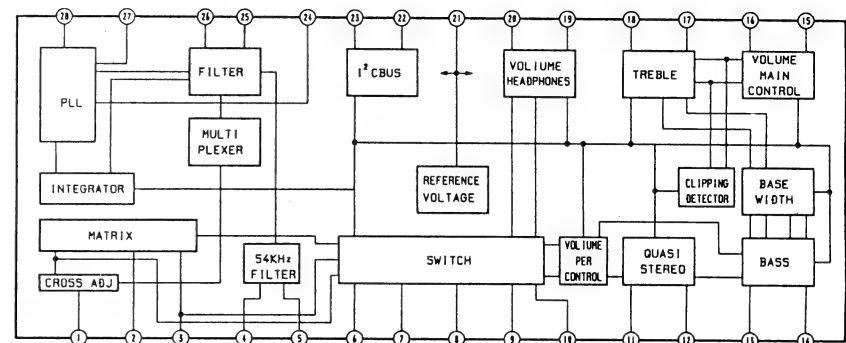 28 27 26 25 24 23 22 21 20 19 18 17 16 15
PLL
FILTER
I² CBUS
VOLIUME
HEADPHONES
TREBLE
VOLUME
MAIN
CONTROL
MULTI
PLEXER
INTEGRATOR
REFERENCE
VOLTAGE
CLIPPING
DETECTOR
BASE
WIDTH
MATRIX
54KHz
FILTER
SWITCH
VOLIUME
PER
CONTROL
QUASI
STEREO
BASS
CROSS ADJ
1 2 3 4 5 6 7 8 9 10 11 12 13 14